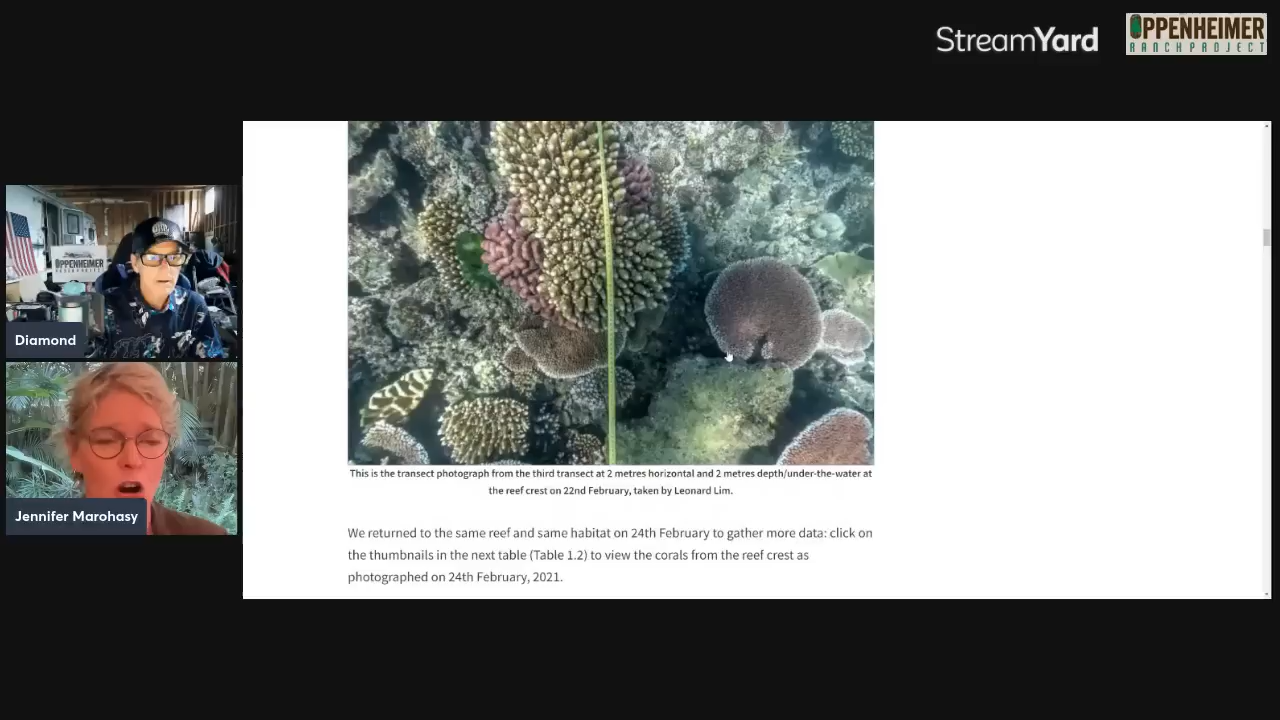 StreamYard
OPPENHEIMER
RANCH PROJECT
OPPENHEIMER
Diamond
Jennifer Marohasy
This is the transect photograph from the third transect at 2 metres horizontal and 2 metres depth/under-the-water at
the reef crest on 22nd February, taken by Leonard Lim.
We returned to the same reef and same habitat on 24th February to gather more data: click on
the thumbnails in the next table (Table 1.2) to view the corals from the reef crest as
photographed on 24th February, 2021.